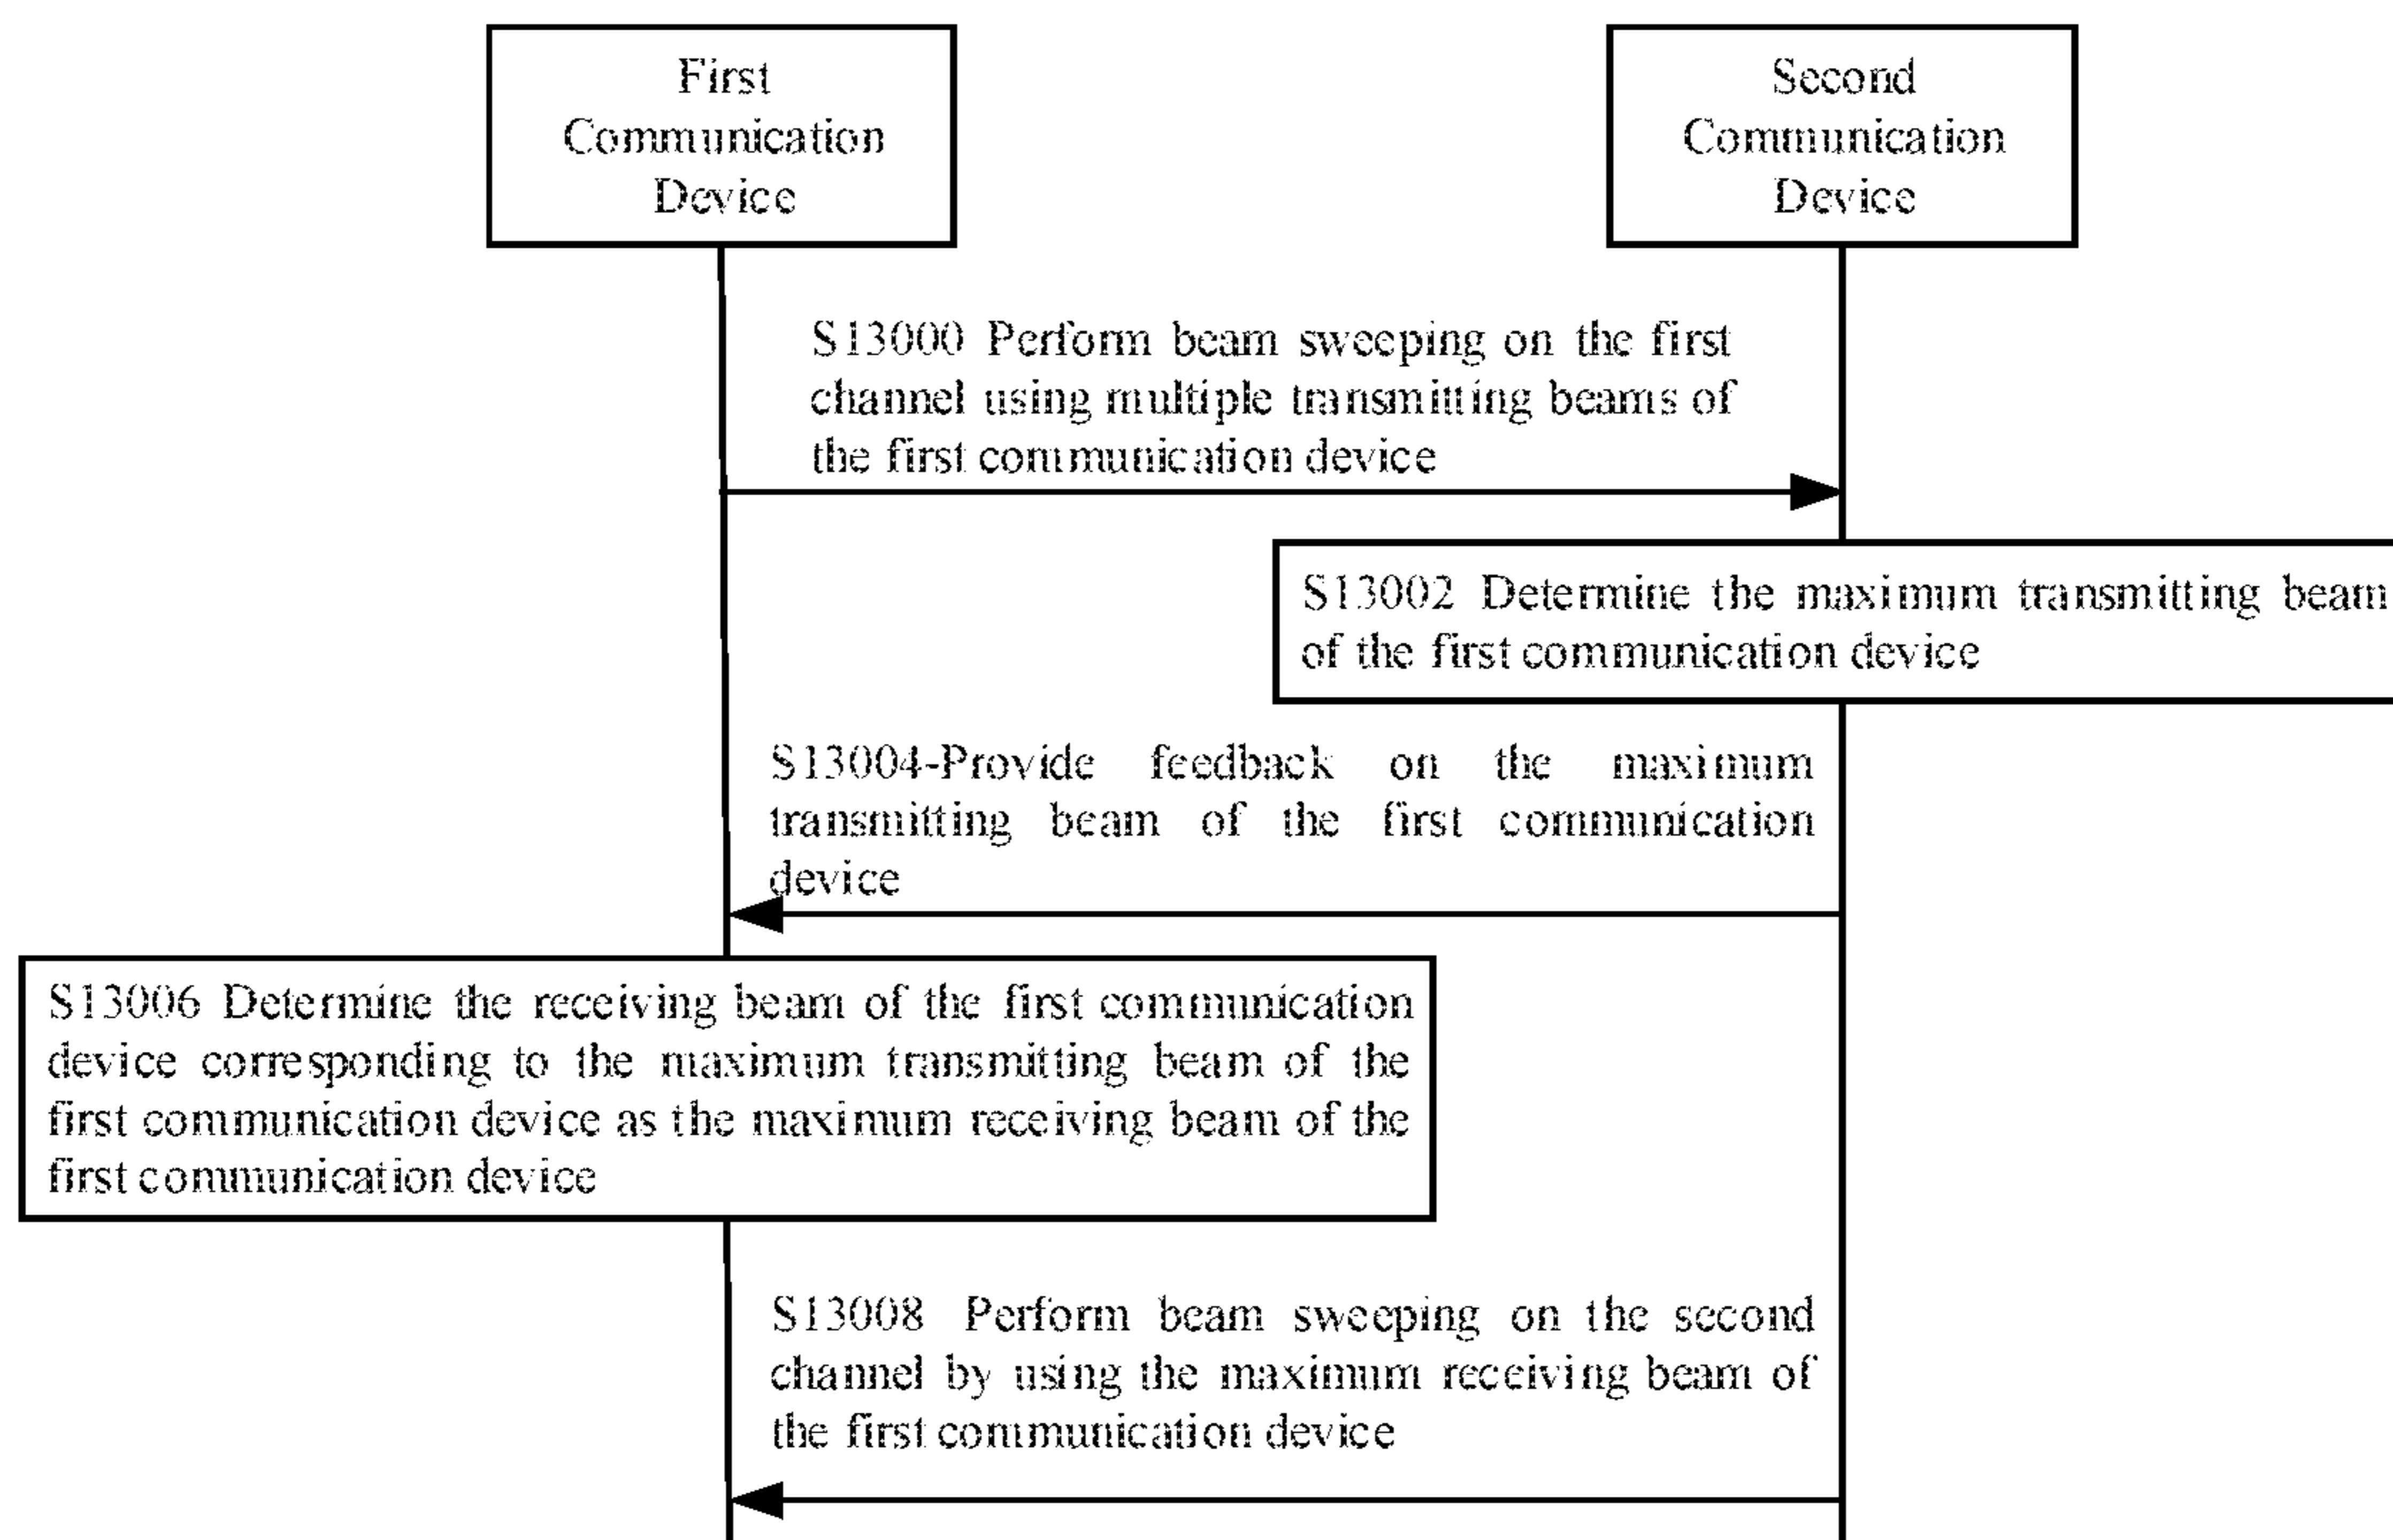 First
Communication
Device
Second
Communication
Device
S13000 Perform beam sweeping on the first
channel using multiple transmitting beams of
the first communication device
S13002 Determine the maximum transmitting beam
of the first communication device
S13004-Provide feedback on the maximum
transmitting beam of the first communication
device
S13006 Determine the receiving beam of the first communication
device corresponding to the maximum transmitting beam of the
first communication device as the maximum receiving beam of the
first communication device
S13008 Perform beam sweeping on the second
channel by using the maximum receiving beam of
the first communication device